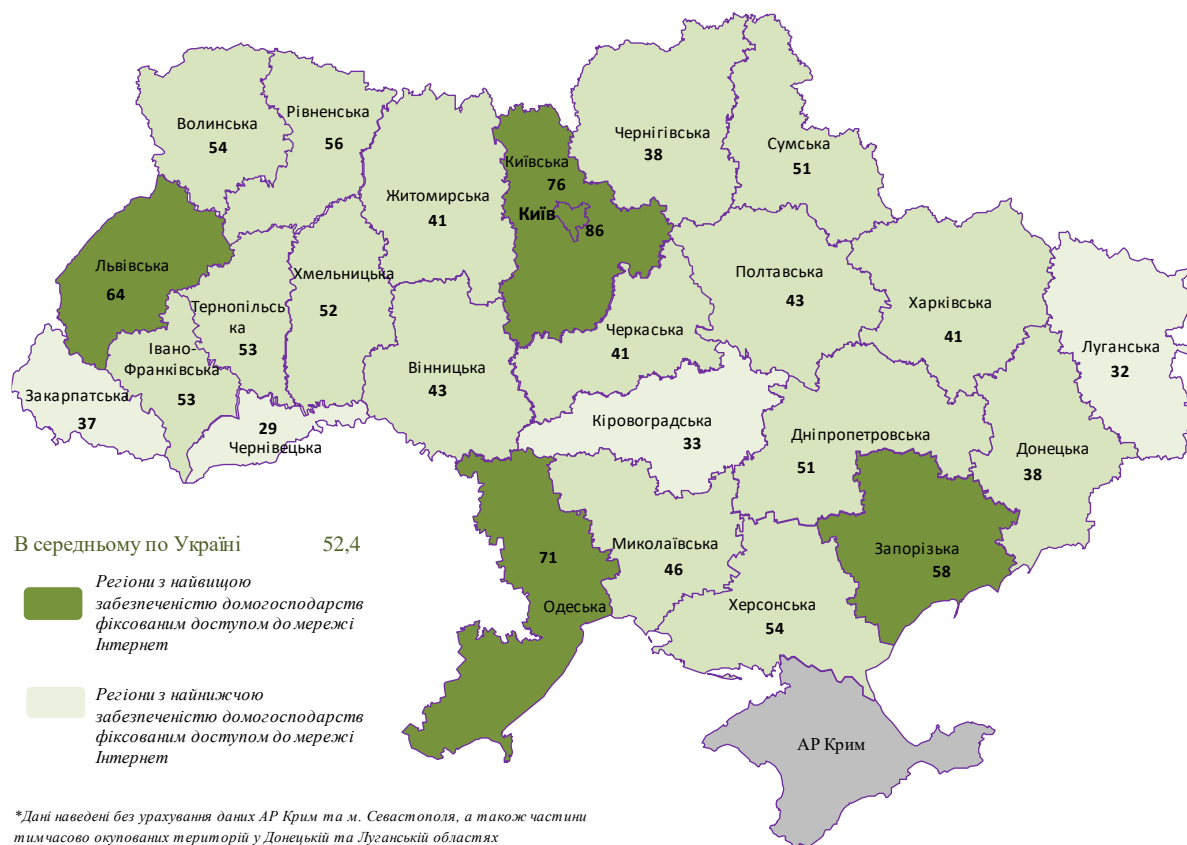 Волинська
54
Рівненська
56
Житомирська
41
Київська
76
Київ
86
Чернігівська
38
Сумська
51
Львівська
64
Тернопільсь
ка
53
Хмельницька
52
Івано-
Франківська
53
Закарпатська
37
29
Чернівецька
Вінницька
43
Черкаська
41
Полтавська
43
Харківська
41
Луганська
32
Кіровоградська
33
Дніпропетровська
51
Донецька
38
71
Одеська
Миколаївська
46
Херсонська
54
Запорізька
58
АР Крим
В середньому по Україні 52,4
Регіони з найвищою
забезпеченістю домогосподарств
фіксованим доступом до мережі
Інтернет
Регіони з найнижчою
забезпеченістю домогосподарств
фіксованим доступом до мережі
Інтернет
*Дані наведені без урахування даних АР Крим та м. Севастополя, а також частини
тимчасово окупованих територій у Донецькій та Луганській областях